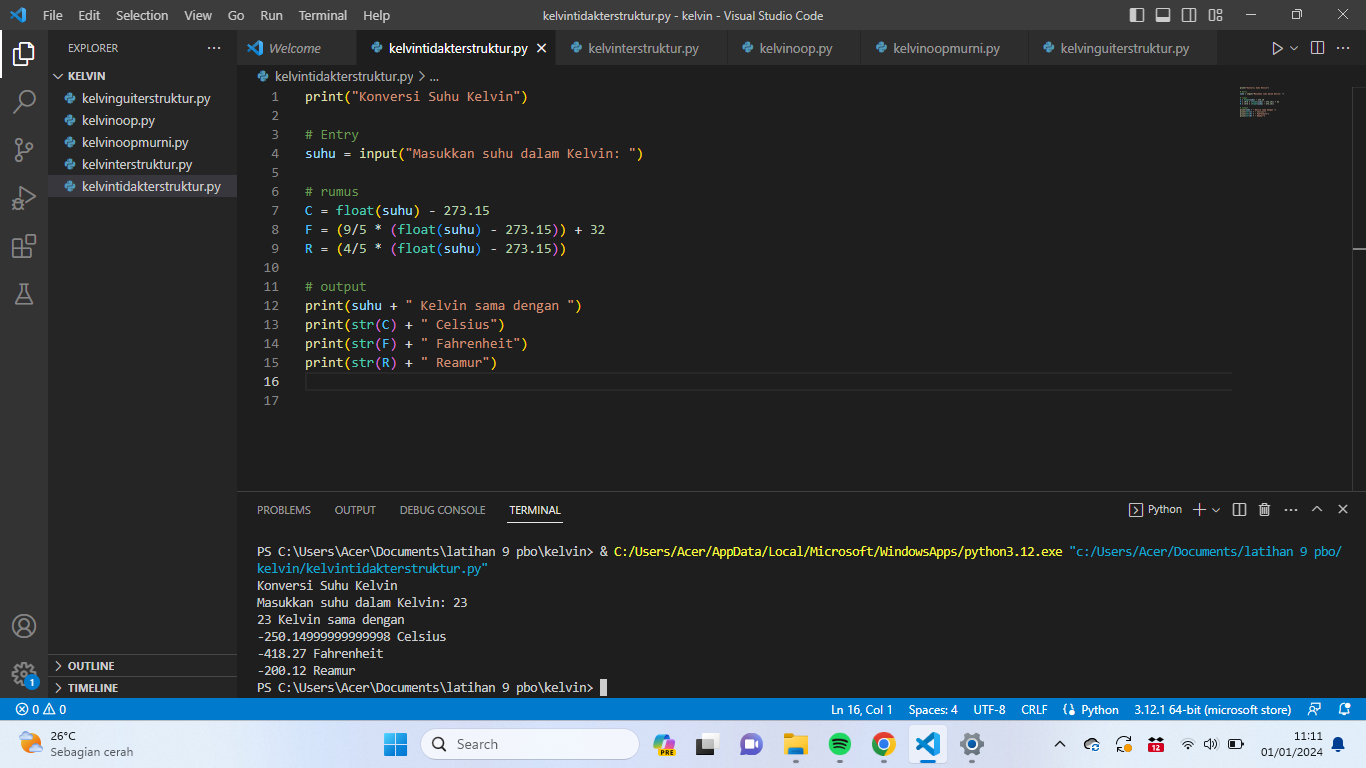 File Edit Selection View Go Run Terminal Help kelvintidakterstruktur.py - kelvin - Visual Studio Code
EXPLORER
KELVIN
kelvinguiterstruktur.py
kelvinoop.py
kelvinoopmurni.py
kelvinterstruktur.py
kelvintidakterstruktur.py
OUTLINE
TIMELINE
Welcome kelvintidakterstruktur.py kelvinterstruktur.py kelvinoop.py kelvinoopmurni.py kelvinguiterstruktur.py
kelvintidakterstruktur.py > ...
1 print("Konversi Suhu Kelvin")
2
3 # Entry
4 suhu = input("Masukkan suhu dalam Kelvin: ")
5
6 # rumus
7 C = float(suhu) - 273.15
8 F = (9/5 * (float(suhu) - 273.15)) + 32
9 R = (4/5 * (float(suhu) - 273.15))
10
11 # output
12 print(suhu + " Kelvin sama dengan ")
13 print(str(C) + " Celsius")
14 print(str(F) + " Fahrenheit")
15 print(str(R) + " Reamur")
16
17
PROBLEMS OUTPUT DEBUG CONSOLE TERMINAL Python
PS C:\Users\Acer\Documents\latihan 9 pbo\kelvin> & C:/Users/Acer/AppData/Local/Microsoft/WindowsApps/python3.12.exe "c:/Users/Acer/Documents/latihan 9 pbo/
kelvin/kelvintidakterstruktur.py"
Konversi Suhu Kelvin
Masukkan suhu dalam Kelvin: 23
23 Kelvin sama dengan
-250.14999999999998 Celsius
-418.27 Fahrenheit
-200.12 Reamur
PS C:\Users\Acer\Documents\latihan 9 pbo\kelvin>
1
0 0 Ln 16, Col 1 Spaces: 4 UTF-8 CRLF Python 3.12.1 64-bit (microsoft store)
26°C
Sebagian cerah
Search
PRE
12
11:11
01/01/2024